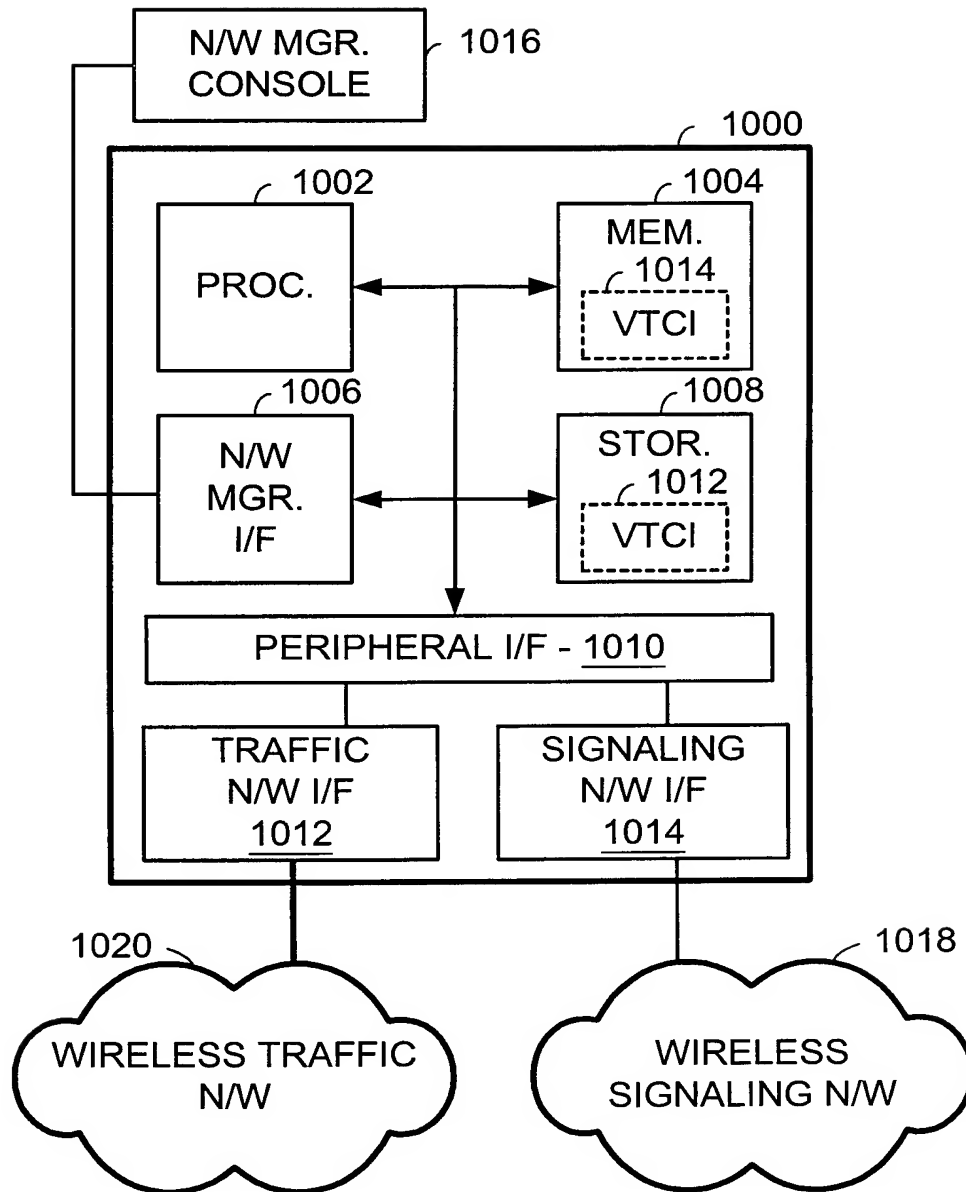 N/W MGR.
CONSOLE
1016
1000
1002
PROC.
1004
MEM.
1014
VTCI
1006
N/W
MGR.
I/F
1008
STOR.
1012
VTCI
PERIPHERAL I/F - 1010
TRAFFIC
N/W I/F
1012
SIGNALING
N/W I/F
1014
1020
WIRELESS TRAFFIC
N/W
1018
WIRELESS
SIGNALING N/W